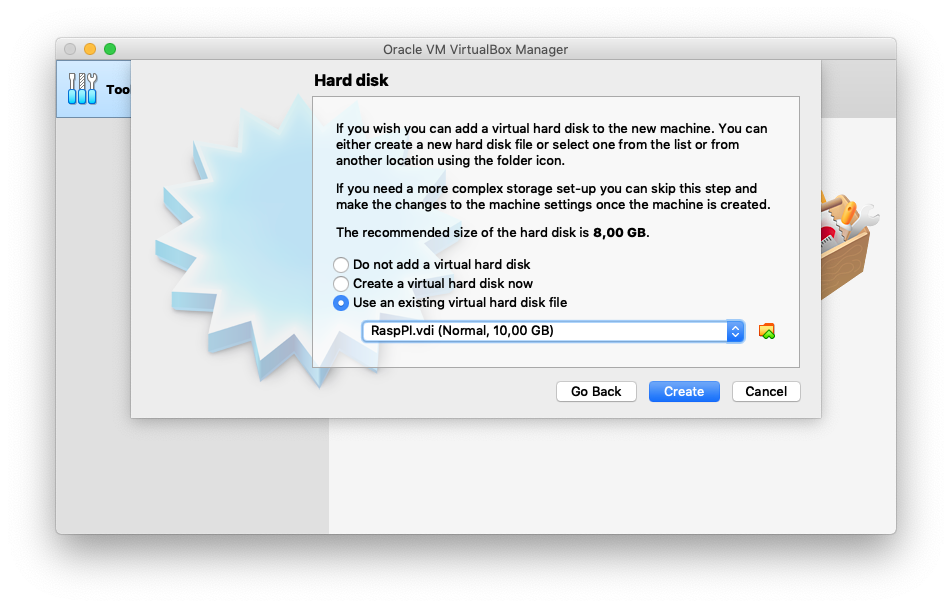 Oracle VM VirtualBox Manager
Hard disk
If you wish you can add a virtual hard disk to the new machine. You can
either create a new hard disk file or select one from the list or from
another location using the folder icon.
If you need a more complex storage set-up you can skip this step and
make the changes to the machine settings once the machine is created.
The recommended size of the hard disk is 8,00 GB.
Do not add a virtual hard disk
Create a virtual hard disk now
Use an existing virtual hard disk file
RaspPI.vdi (Normal, 10,00 GB)
Go Back
Create
Cancel